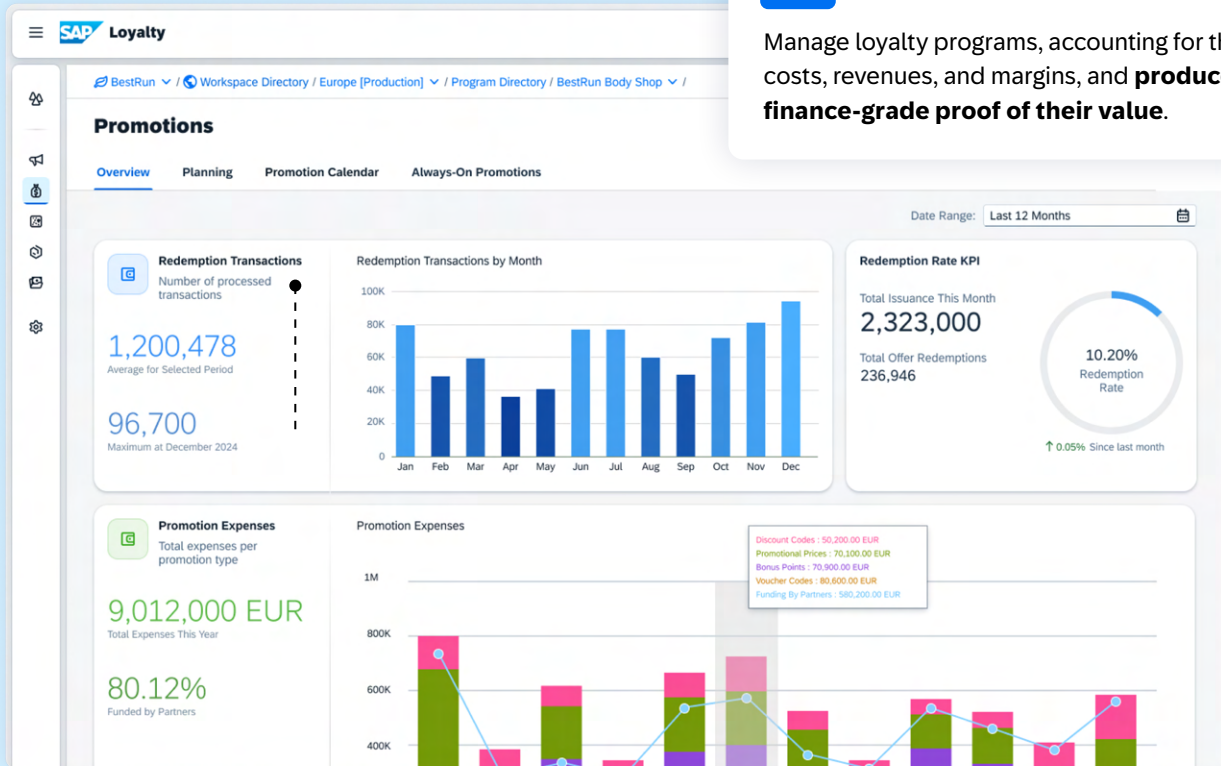 SAP Loyalty
Manage loyalty programs, accounting for th
costs, revenues, and margins, and produc
finance-grade proof of their value.
BestRun / Workspace Directory / Europe [Production] / Program Directory / BestRun Body Shop /
Promotions
Overview Planning Promotion Calendar Always-On Promotions
Date Range: Last 12 Months
Redemption Transactions
Number of processed
transactions
1,200,478
Average for Selected Period
96,700
Maximum at December 2024
Redemption Transactions by Month
100K
80K
60K
40K
20K
0
Jan Feb Mar Apr May Jun Jul Aug Sep Oct Nov Dec
Redemption Rate KPI
Total Issuance This Month
2,323,000
Total Offer Redemptions
236,946
10.20%
Redemption
Rate
↑ 0.05% Since last month
Promotion Expenses
Total expenses per
promotion type
9,012,000 EUR
Total Expenses This Year
80.12%
Funded by Partners
Promotion Expenses
Discount Codes : 50,200.00 EUR
Promotional Prices : 70,100.00 EUR
Bonus Points : 70,900.00 EUR
Voucher Codes : 80,600.00 EUR
Funding By Partners : 580,200.00 EUR
1M
800K
600K
400K